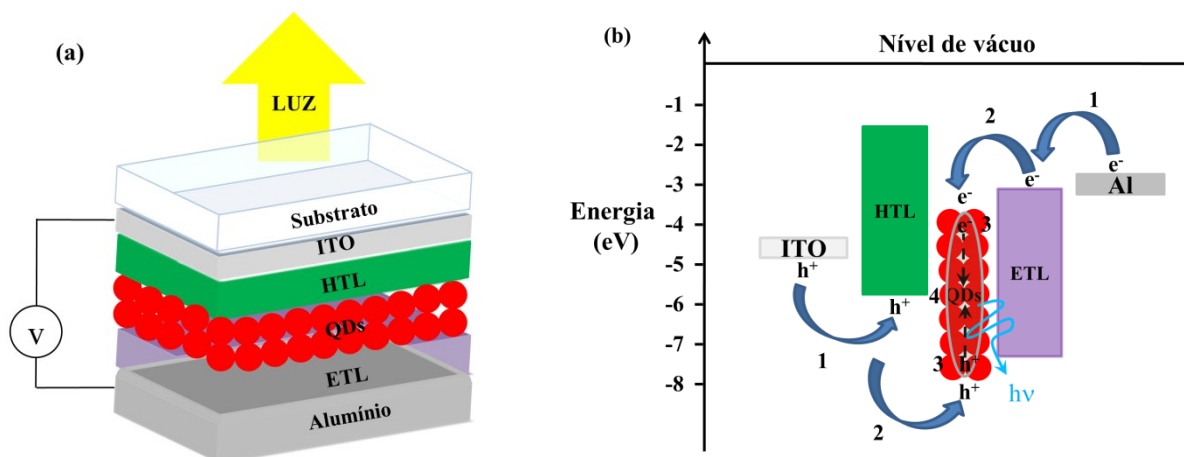 (a)
LUZ
Substrato
ITO
HTL
QDs
ETL
Alumínio
V
(b)
Nível de vácuo
Energia
(eV)
-1
-2
-3
-4
-5
-6
-7
-8
1
2
e-
e-
e-
Al
HTL
e- 3
ITO
h+
ETL
4 QDs
h+
1
3 h+
h+
hν
2